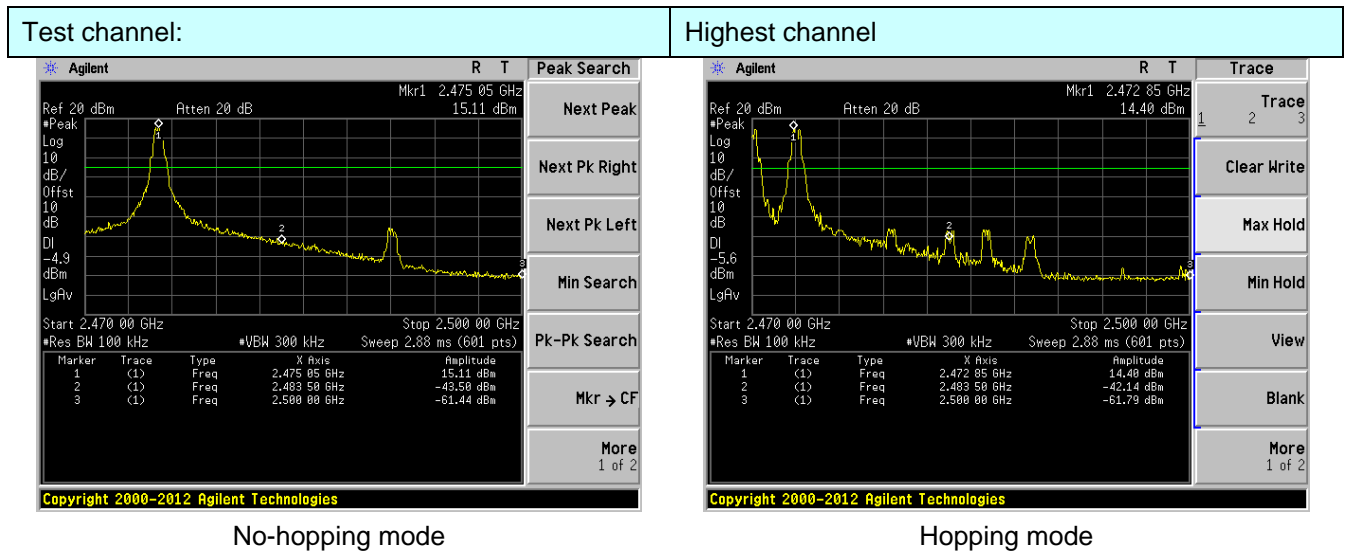 Test channel:
Highest channel
Agilent
R T
Peak Search
Mkr1 2.475 05 GHz
Ref 20 dBm
Atten 20 dB
15.11 dBm
#Peak
Log
10
dB/
Offst
10
dB
DI
-4.9
dBm
LgAv
1
2
3
Start 2.470 00 GHz
Stop 2.500 00 GHz
#Res BW 100 kHz
#VBW 300 kHz
Sweep 2.88 ms (601 pts)
Marker Trace Type X Axis Amplitude
1 (1) Freq 2.475 05 GHz 15.11 dBm
2 (1) Freq 2.483 50 GHz -43.50 dBm
3 (1) Freq 2.500 00 GHz -61.44 dBm
Next Peak
Next Pk Right
Next Pk Left
Min Search
Pk-Pk Search
Mkr → CF
More
1 of 2
Copyright 2000-2012 Agilent Technologies
No-hopping mode
Agilent
R T
Trace
Mkr1 2.472 85 GHz
Ref 20 dBm
Atten 20 dB
14.40 dBm
#Peak
Log
10
dB/
Offst
10
dB
DI
-5.6
dBm
LgAv
1
2
3
Start 2.470 00 GHz
Stop 2.500 00 GHz
#Res BW 100 kHz
#VBW 300 kHz
Sweep 2.88 ms (601 pts)
Marker Trace Type X Axis Amplitude
1 (1) Freq 2.472 85 GHz 14.40 dBm
2 (1) Freq 2.483 50 GHz -42.14 dBm
3 (1) Freq 2.500 00 GHz -61.79 dBm
Trace
1 2 3
Clear Write
Max Hold
Min Hold
View
Blank
More
1 of 2
Copyright 2000-2012 Agilent Technologies
Hopping mode